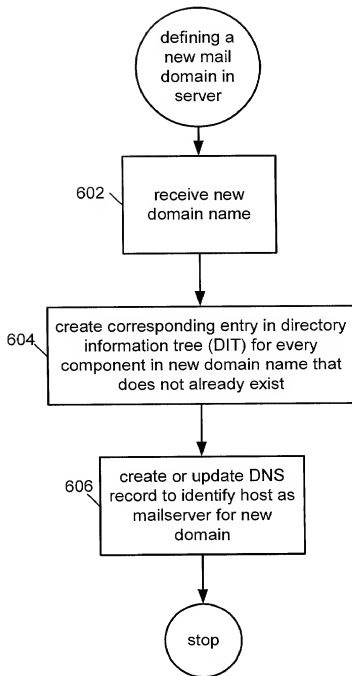 defining a
new mail
domain in
server
602
receive new
domain name
604
create corresponding entry in directory
information tree (DIT) for every
component in new domain name that
does not already exist
606
create or update DNS
record to identify host as
mailserver for new
domain
stop